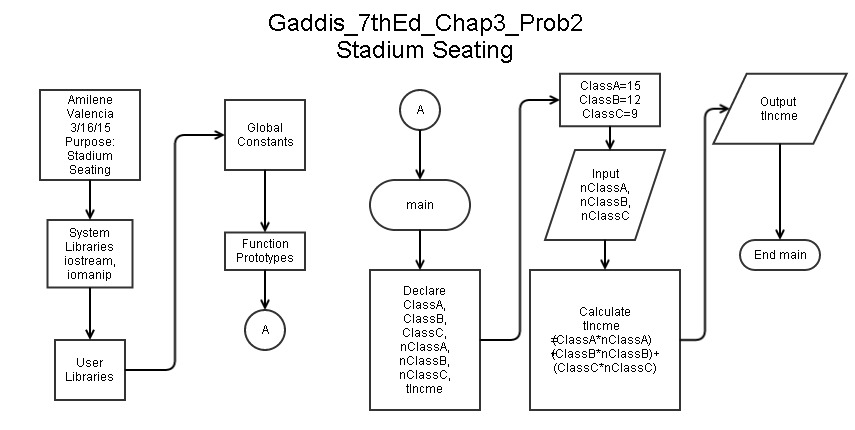 Gaddis_7thEd_Chap3_Prob2
Stadium Seating
Amilene
Valencia
3/16/15
Purpose:
Stadium
Seating
System
Libraries
iostream,
iomanip
User
Libraries
Global
Constants
Function
Prototypes
A
A
main
Declare
ClassA,
ClassB,
ClassC,
nClassA,
nClassB,
nClassC,
tIncme
ClassA=15
ClassB=12
ClassC=9
Input
nClassA,
nClassB,
nClassC
Calculate
tIncme
=(ClassA*nClassA)
+(ClassB*nClassB)+
(ClassC*nClassC)
Output
tIncme
End main